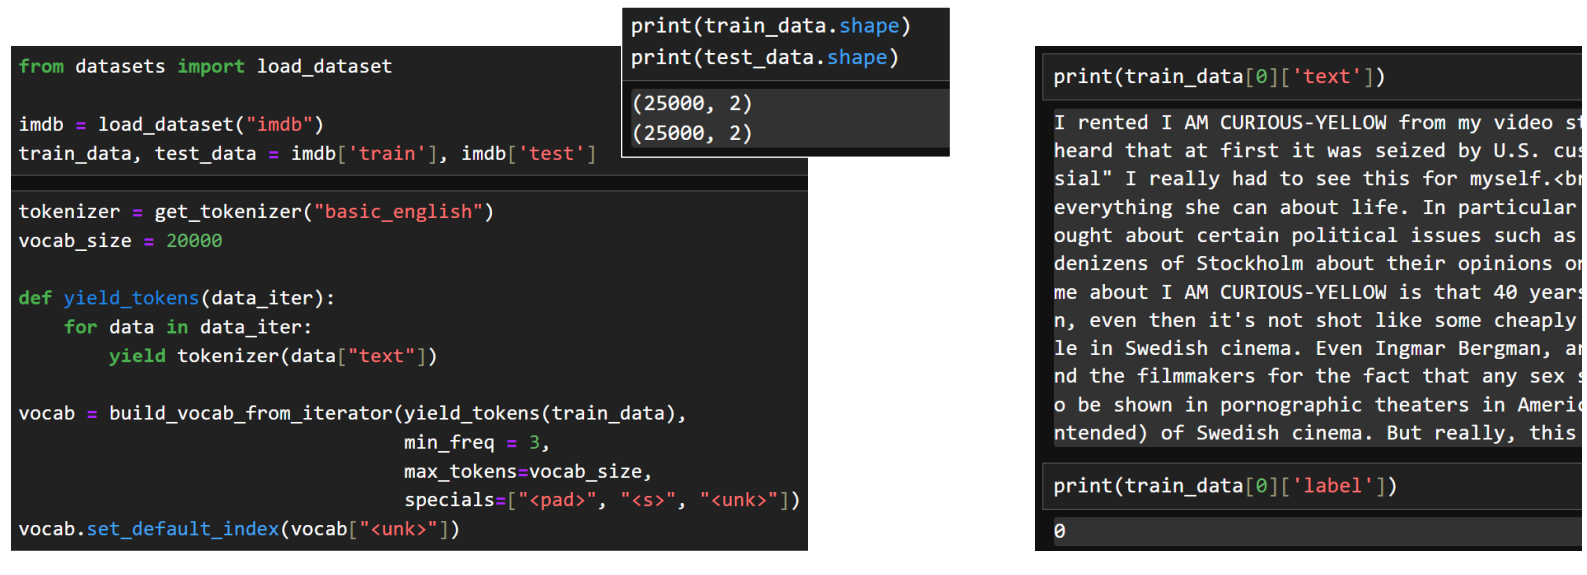 from datasets import load_dataset
imdb = load_dataset("imdb")
train_data, test_data = imdb['train'], imdb['test']
print(train_data.shape)
print(test_data.shape)
(25000, 2)
(25000, 2)
tokenizer = get_tokenizer("basic_english")
vocab_size = 20000
def yield_tokens(data_iter):
    for data in data_iter:
        yield tokenizer(data["text"])
vocab = build_vocab_from_iterator(yield_tokens(train_data),
                                  min_freq = 3,
                                  max_tokens=vocab_size,
                                  specials=["<pad>", "<s>", "<unk>"])
vocab.set_default_index(vocab["<unk>"])
print(train_data[0]['text'])
I rented I AM CURIOUS-YELLOW from my video st
heard that at first it was seized by U.S. cus
sial" I really had to see this for myself.<br
everything she can about life. In particular
ought about certain political issues such as
denizens of Stockholm about their opinions on
me about I AM CURIOUS-YELLOW is that 40 years
n, even then it's not shot like some cheaply
le in Swedish cinema. Even Ingmar Bergman, ar
nd the filmmakers for the fact that any sex s
o be shown in pornographic theaters in Americ
ntended) of Swedish cinema. But really, this
print(train_data[0]['label'])
0